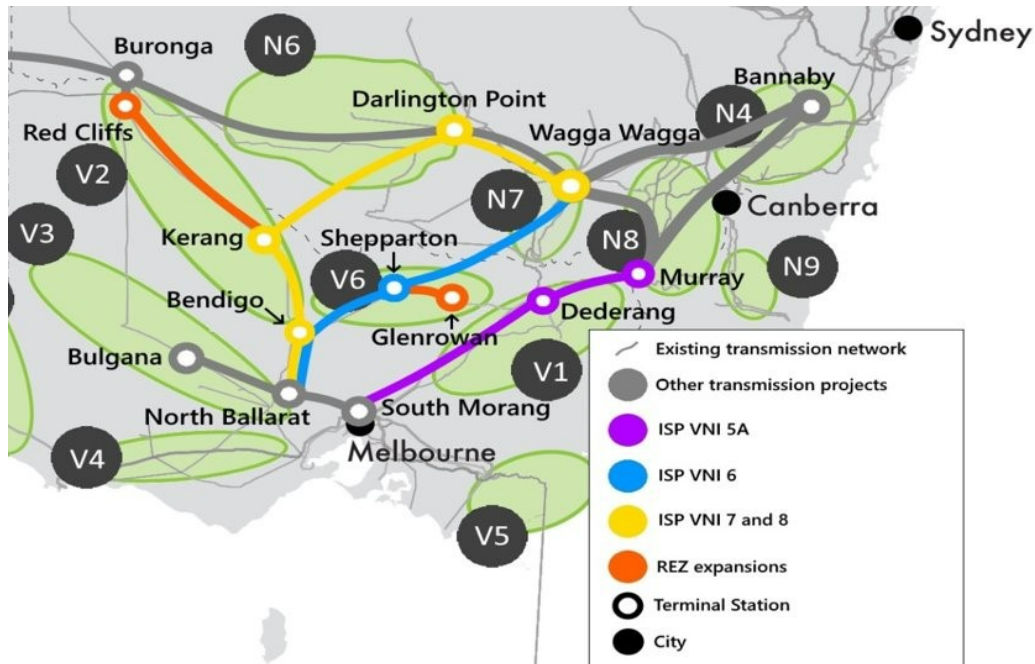 Sydney
Buronga
N6
Bannaby
Darlington Point
N4
Wagga Wagga
Red Cliffs
V2
N7
Canberra
V3
Kerang
Shepparton
N8
V6
Murray
N9
Bendigo
Dederang
Glenrowan
Bulgana
V1
North Ballarat
South Morang
Melbourne
V4
V5
Existing transmission network
Other transmission projects
ISP VNI 5A
ISP VNI 6
ISP VNI 7 and 8
REZ expansions
Terminal Station
City